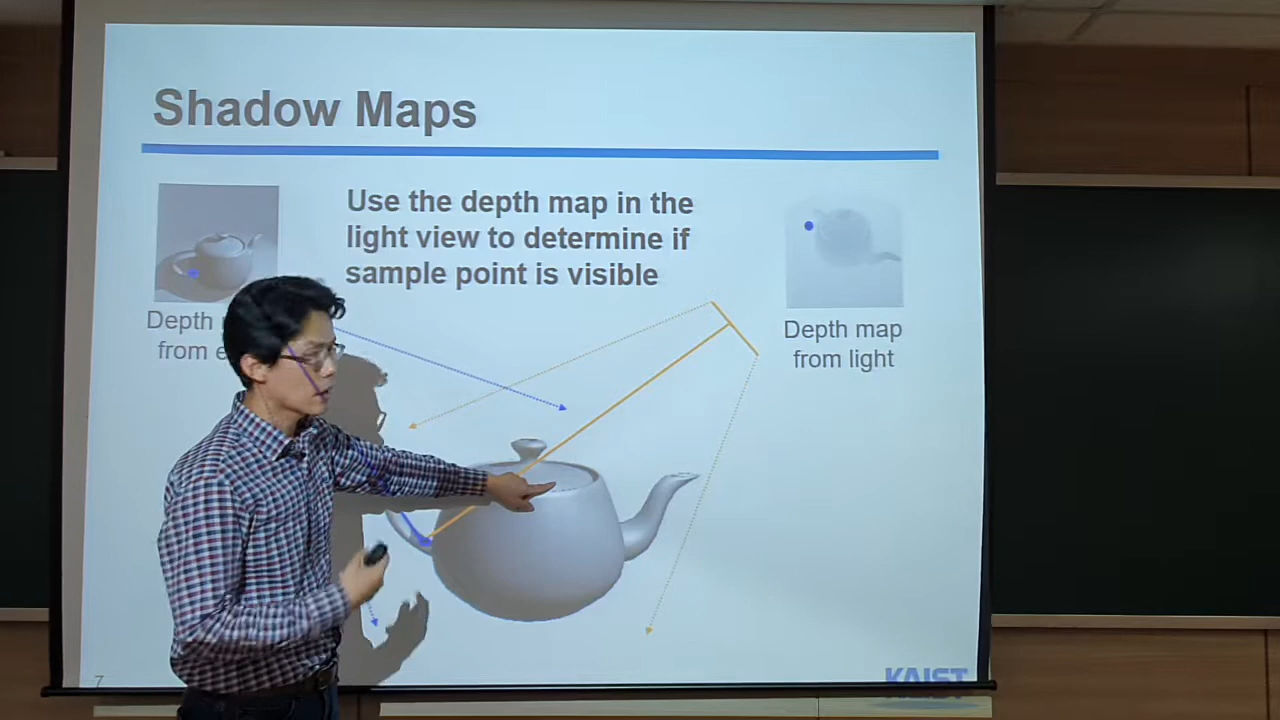 Shadow Maps
Use the depth map in the
light view to determine if
sample point is visible
Depth
from
Depth map
from light
7
KAIST